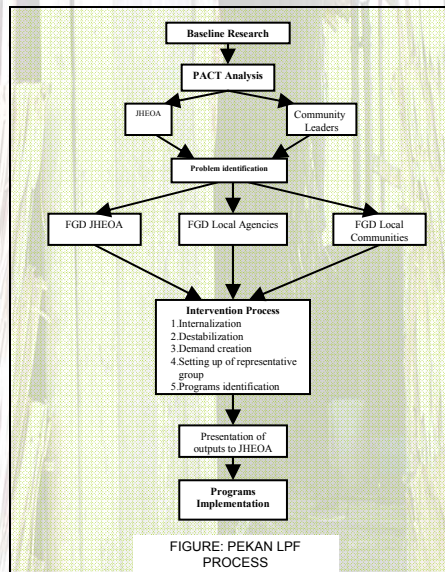 Baseline Research
PACT Analysis
JHEOA
Community
Leaders
Problem identification
FGD JHEOA
FGD Local Agencies
FGD Local
Communities
Intervention Process
1.Internalization
2.Destabilization
3.Demand creation
4.Setting up of representative
group
5.Programs identification
Presentation of
outputs to JHEOA
Programs
Implementation
FIGURE: PEKAN LPF
PROCESS